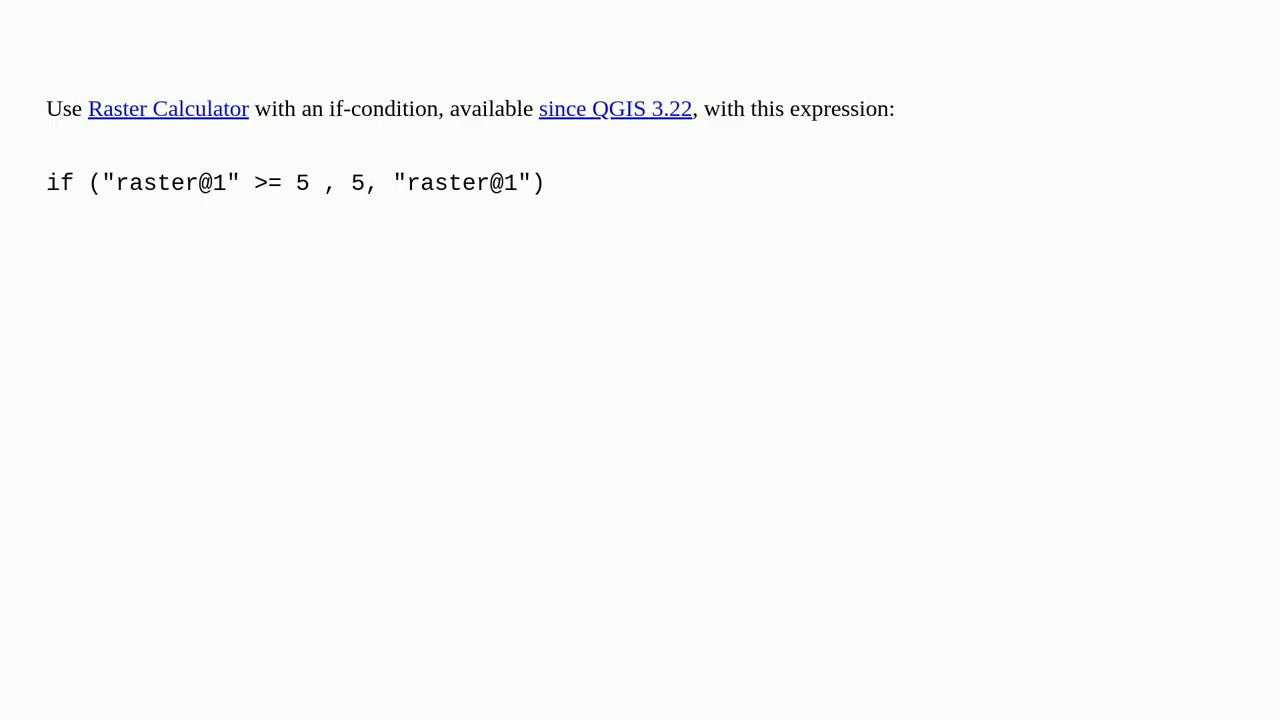 Use Raster Calculator with an if-condition, available since QGIS 3.22, with this expression:
if ("raster@1" >= 5 , 5, "raster@1")